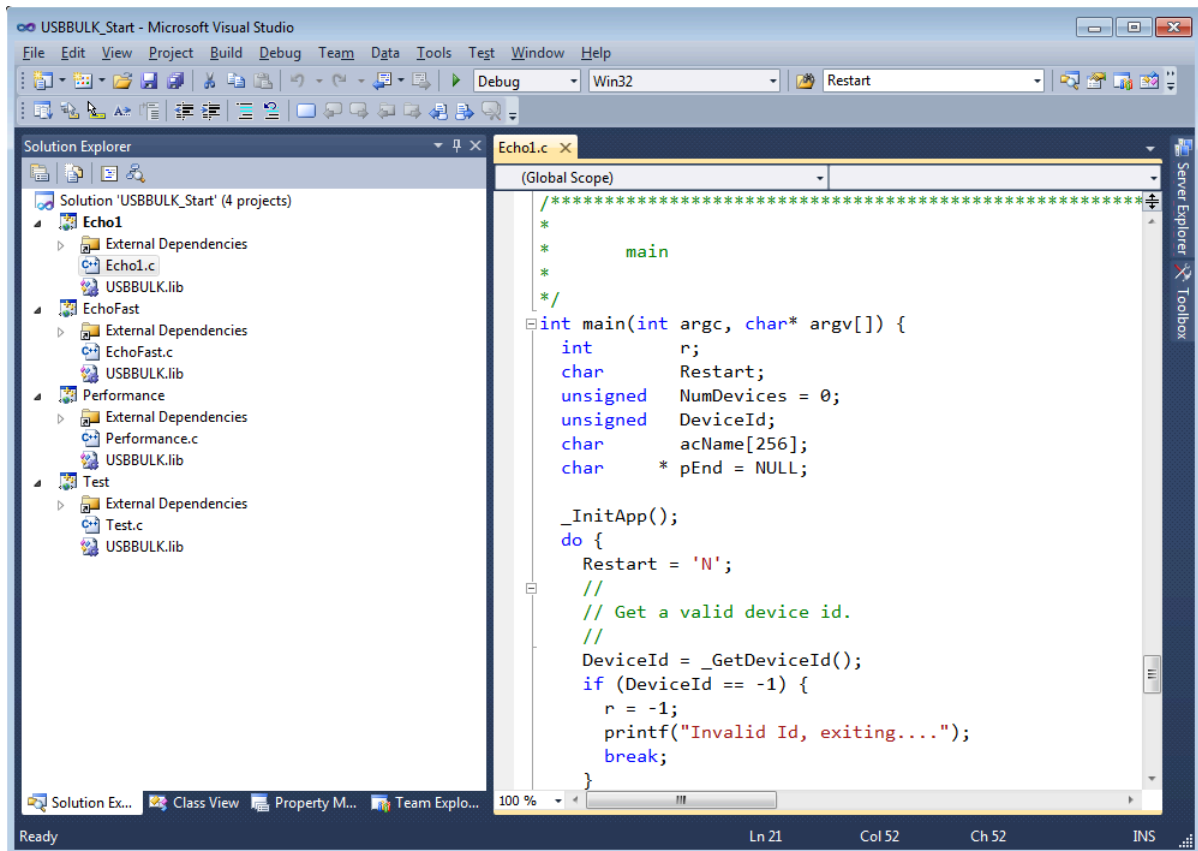 USBBULK_Start - Microsoft Visual Studio
File Edit View Project Build Debug Team Data Tools Test Window Help
Debug Win32 Restart
Solution Explorer
Solution 'USBBULK_Start' (4 projects)
Echo1
External Dependencies
Echo1.c
USBBULK.lib
EchoFast
External Dependencies
EchoFast.c
USBBULK.lib
Performance
External Dependencies
Performance.c
USBBULK.lib
Test
External Dependencies
Test.c
USBBULK.lib
Solution Ex... Class View Property M... Team Explo...
Echo1.c
(Global Scope)
/*******************************************************
*
*       main
*
*/
int main(int argc, char* argv[]) {
  int        r;
  char       Restart;
  unsigned   NumDevices = 0;
  unsigned   DeviceId;
  char       acName[256];
  char     * pEnd = NULL;
  _InitApp();
  do {
    Restart = 'N';
    //
    // Get a valid device id.
    //
    DeviceId = _GetDeviceId();
    if (DeviceId == -1) {
      r = -1;
      printf("Invalid Id, exiting....");
      break;
    }
100 %
Server Explorer
Toolbox
Ready Ln 21 Col 52 Ch 52 INS